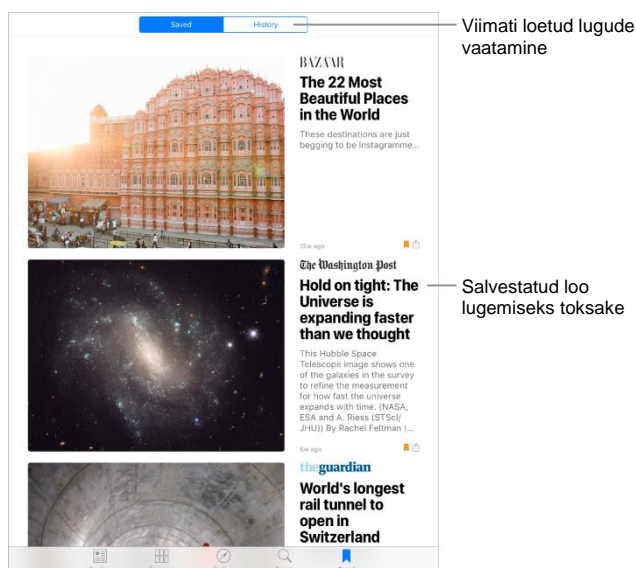 Saved
History
Viimati loetud lugude
vaatamine
BAZAAR
The 22 Most
Beautiful Places
in the World
These destinations are just
begging to be Instagramme...
12w ago
The Washington Post
Hold on tight: The
Universe is
expanding faster
than we thought
Salvestatud loo
lugemiseks toksake
This Hubble Space
Telescope image shows one
of the galaxies in the survey
to refine the measurement
for how fast the universe
expands with time. (NASA,
ESA and A. Riess (STScI/
JHU)) By Rachel Feltman |...
6w ago
theguardian
World's longest
rail tunnel to
open in
Switzerland